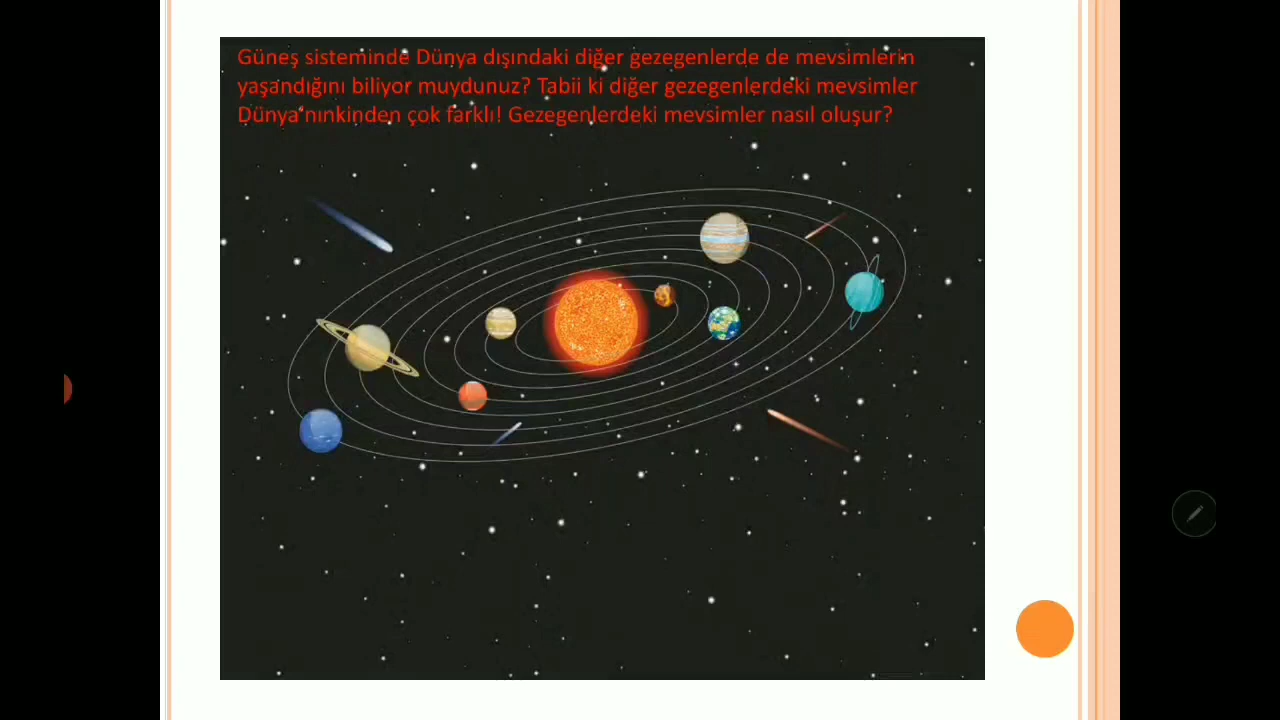 Güneş sisteminde Dünya dışındaki diğer gezegenlerde de mevsimlerin
yaşandığını biliyor muydunuz? Tabii ki diğer gezegenlerdeki mevsimler
Dünya'nınkinden çok farklı! Gezegenlerdeki mevsimler nasıl oluşur?